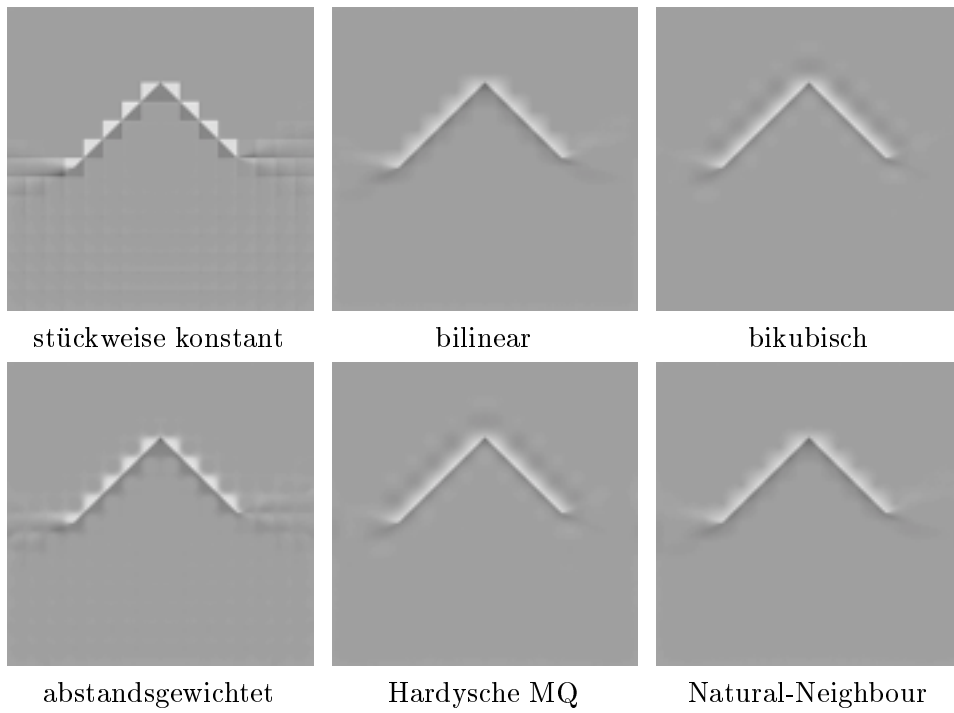 stückweise konstant
bilinear
bikubisch
abstandsgewichtet
Hardysche MQ
Natural-Neighbour